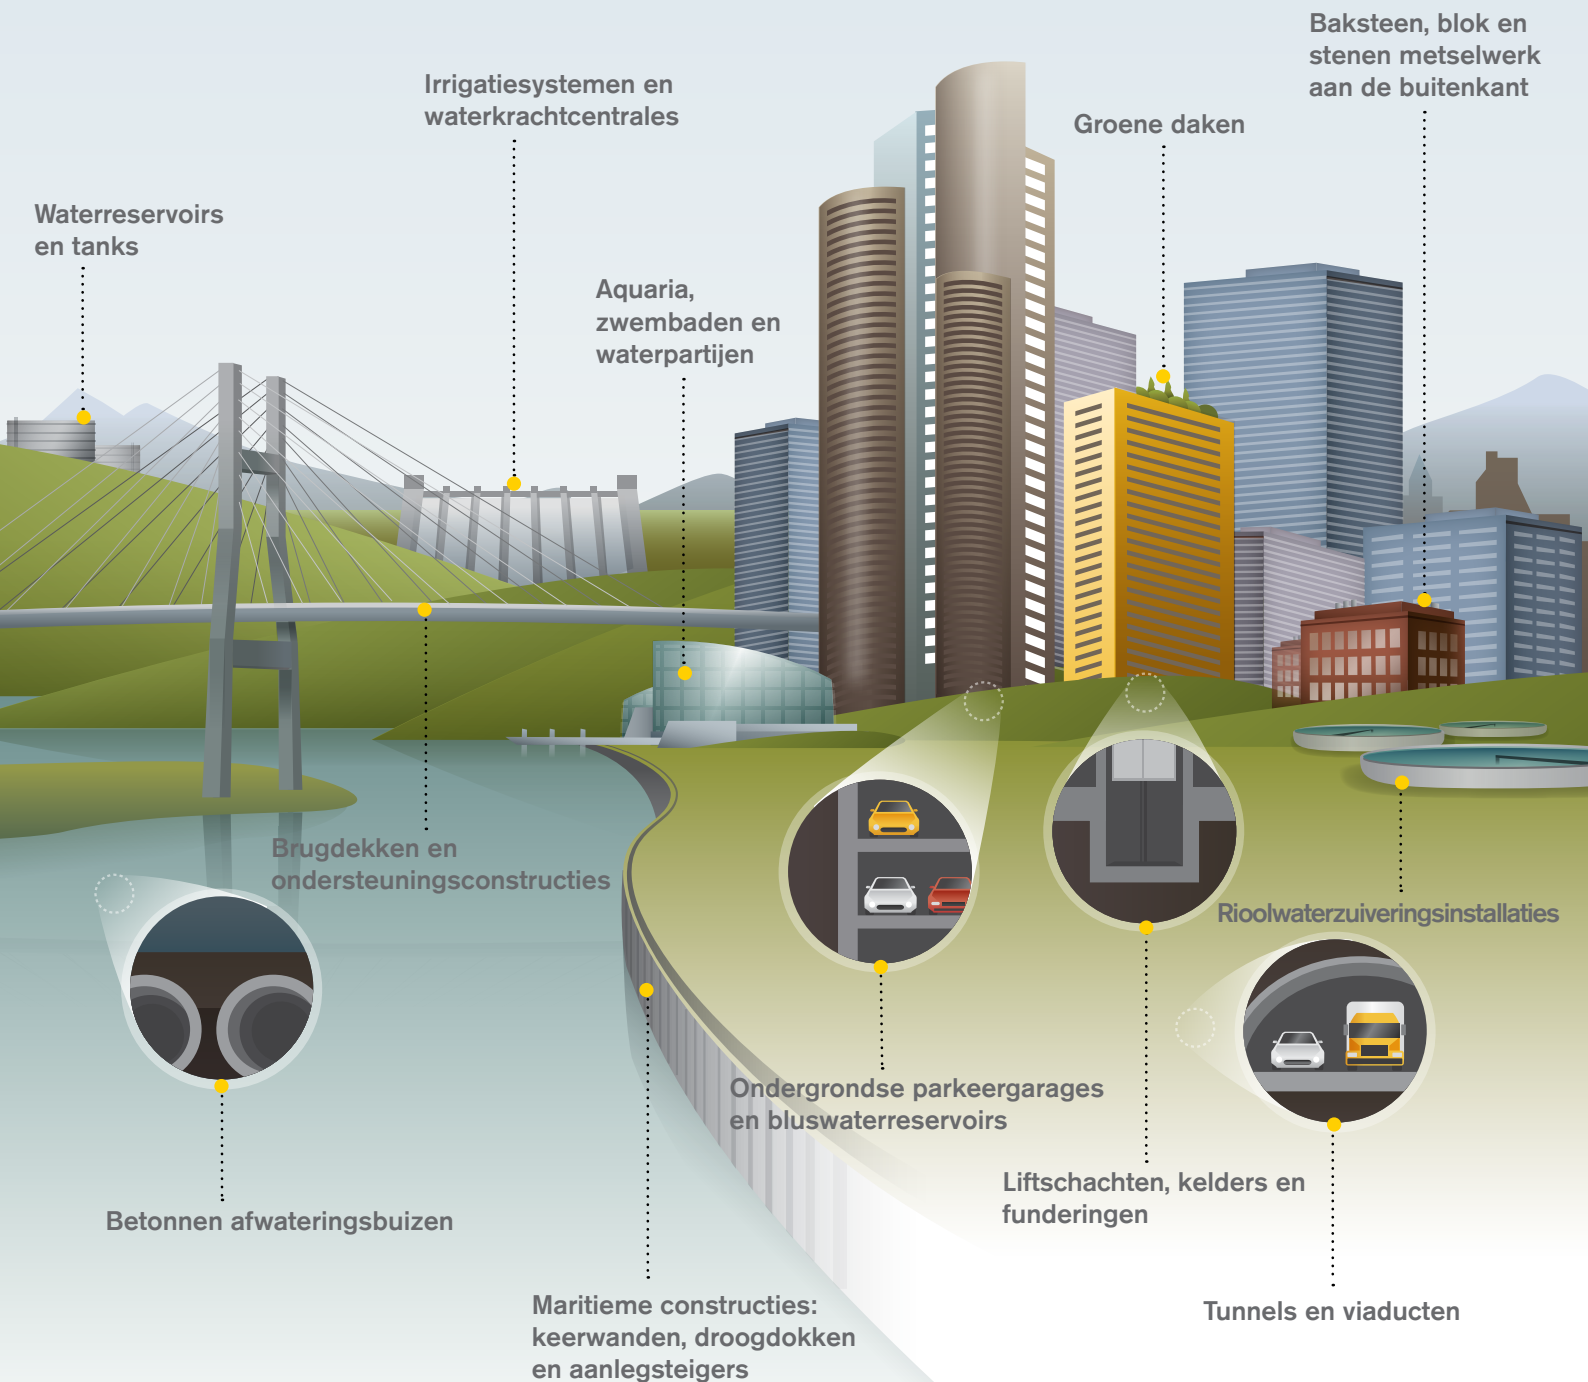 Baksteen, blok en
stenen metselwerk
aan de buitenkant
Irrigatiesystemen en
waterkrachtcentrales
Groene daken
Waterreservoirs
en tanks
Aquaria,
zwembaden en
waterpartijen
Brugdekken en
ondersteuningsconstructies
Rioolwaterzuiveringsinstallaties
Ondergrondse parkeergarages
en bluswaterreservoirs
Liftschachten, kelders en
funderingen
Betonnen afwateringsbuizen
Maritieme constructies:
keerwanden, droogdokken
en aanlegsteigers
Tunnels en viaducten